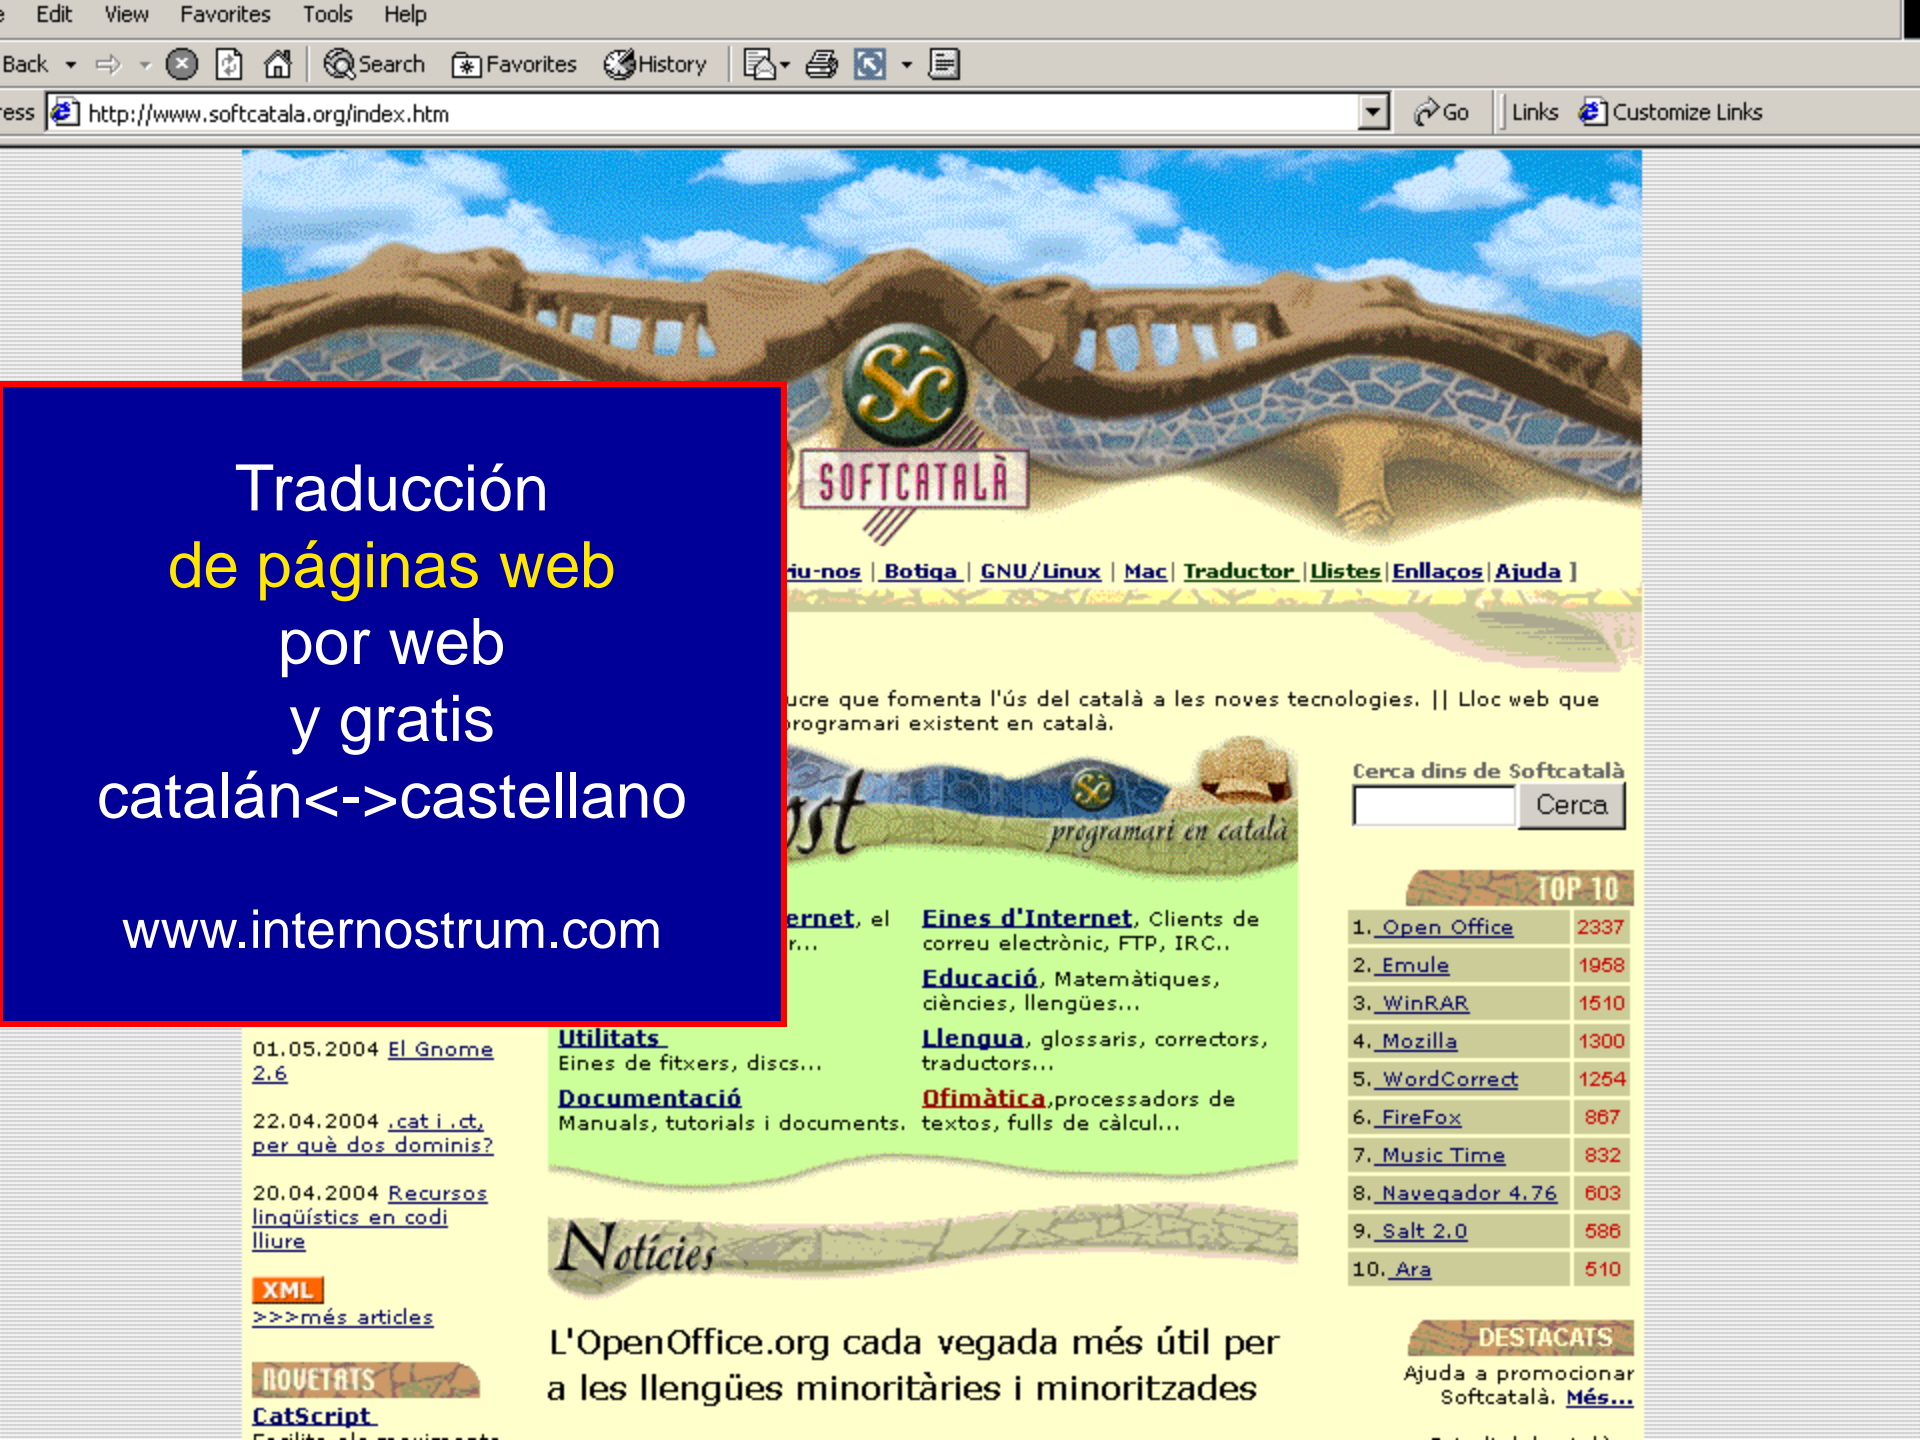 Edit View Favorites Tools Help
Back Search Favorites History
http://www.softcatala.org/index.htm Go Links Customize Links
Sc
SOFTCATALÀ
Traducción
de páginas web
por web
y gratis
catalán<->castellano
www.internostrum.com
| Botiga | GNU/Linux | Mac| Traductor |Llistes|Enllaços|Ajuda ]
que fomenta l'ús del català a les noves tecnologies. || Lloc web que
existent en català.
programari en català
Cerca dins de Softcatalà
Cerca
el
Eines d'Internet, Clients de
correu electrònic, FTP, IRC..
Educació, Matemàtiques,
ciències, llengües...
Utilitats
Eines de fitxers, discs...
Llengua, glossaris, correctors,
traductors...
Documentació
Manuals, tutorials i documents.
Ofimàtica,processadors de
textos, fulls de càlcul...
TOP 10
1. Open Office 2337
2. Emule 1958
3. WinRAR 1510
4. Mozilla 1300
5. WordCorrect 1254
6. FireFox 867
7. Music Time 832
8. Navegador 4.76 603
9. Salt 2.0 586
10. Ara 510
01.05.2004 El Gnome
2.6
22.04.2004 .cat i .ct,
per què dos dominis?
20.04.2004 Recursos
lingüístics en codi
lliure
XML
>>>més articles
NOVETATS
CatScript
Notícies
L'OpenOffice.org cada vegada més útil per
a les llengües minoritàries i minoritzades
DESTACATS
Ajuda a promocionar
Softcatalà. Més...